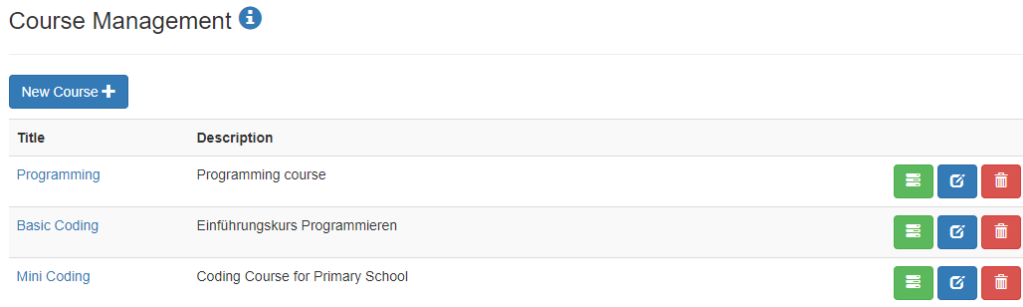 Course Management
New Course
Title Description
Programming Programming course
Basic Coding Einführungskurs Programmieren
Mini Coding Coding Course for Primary School